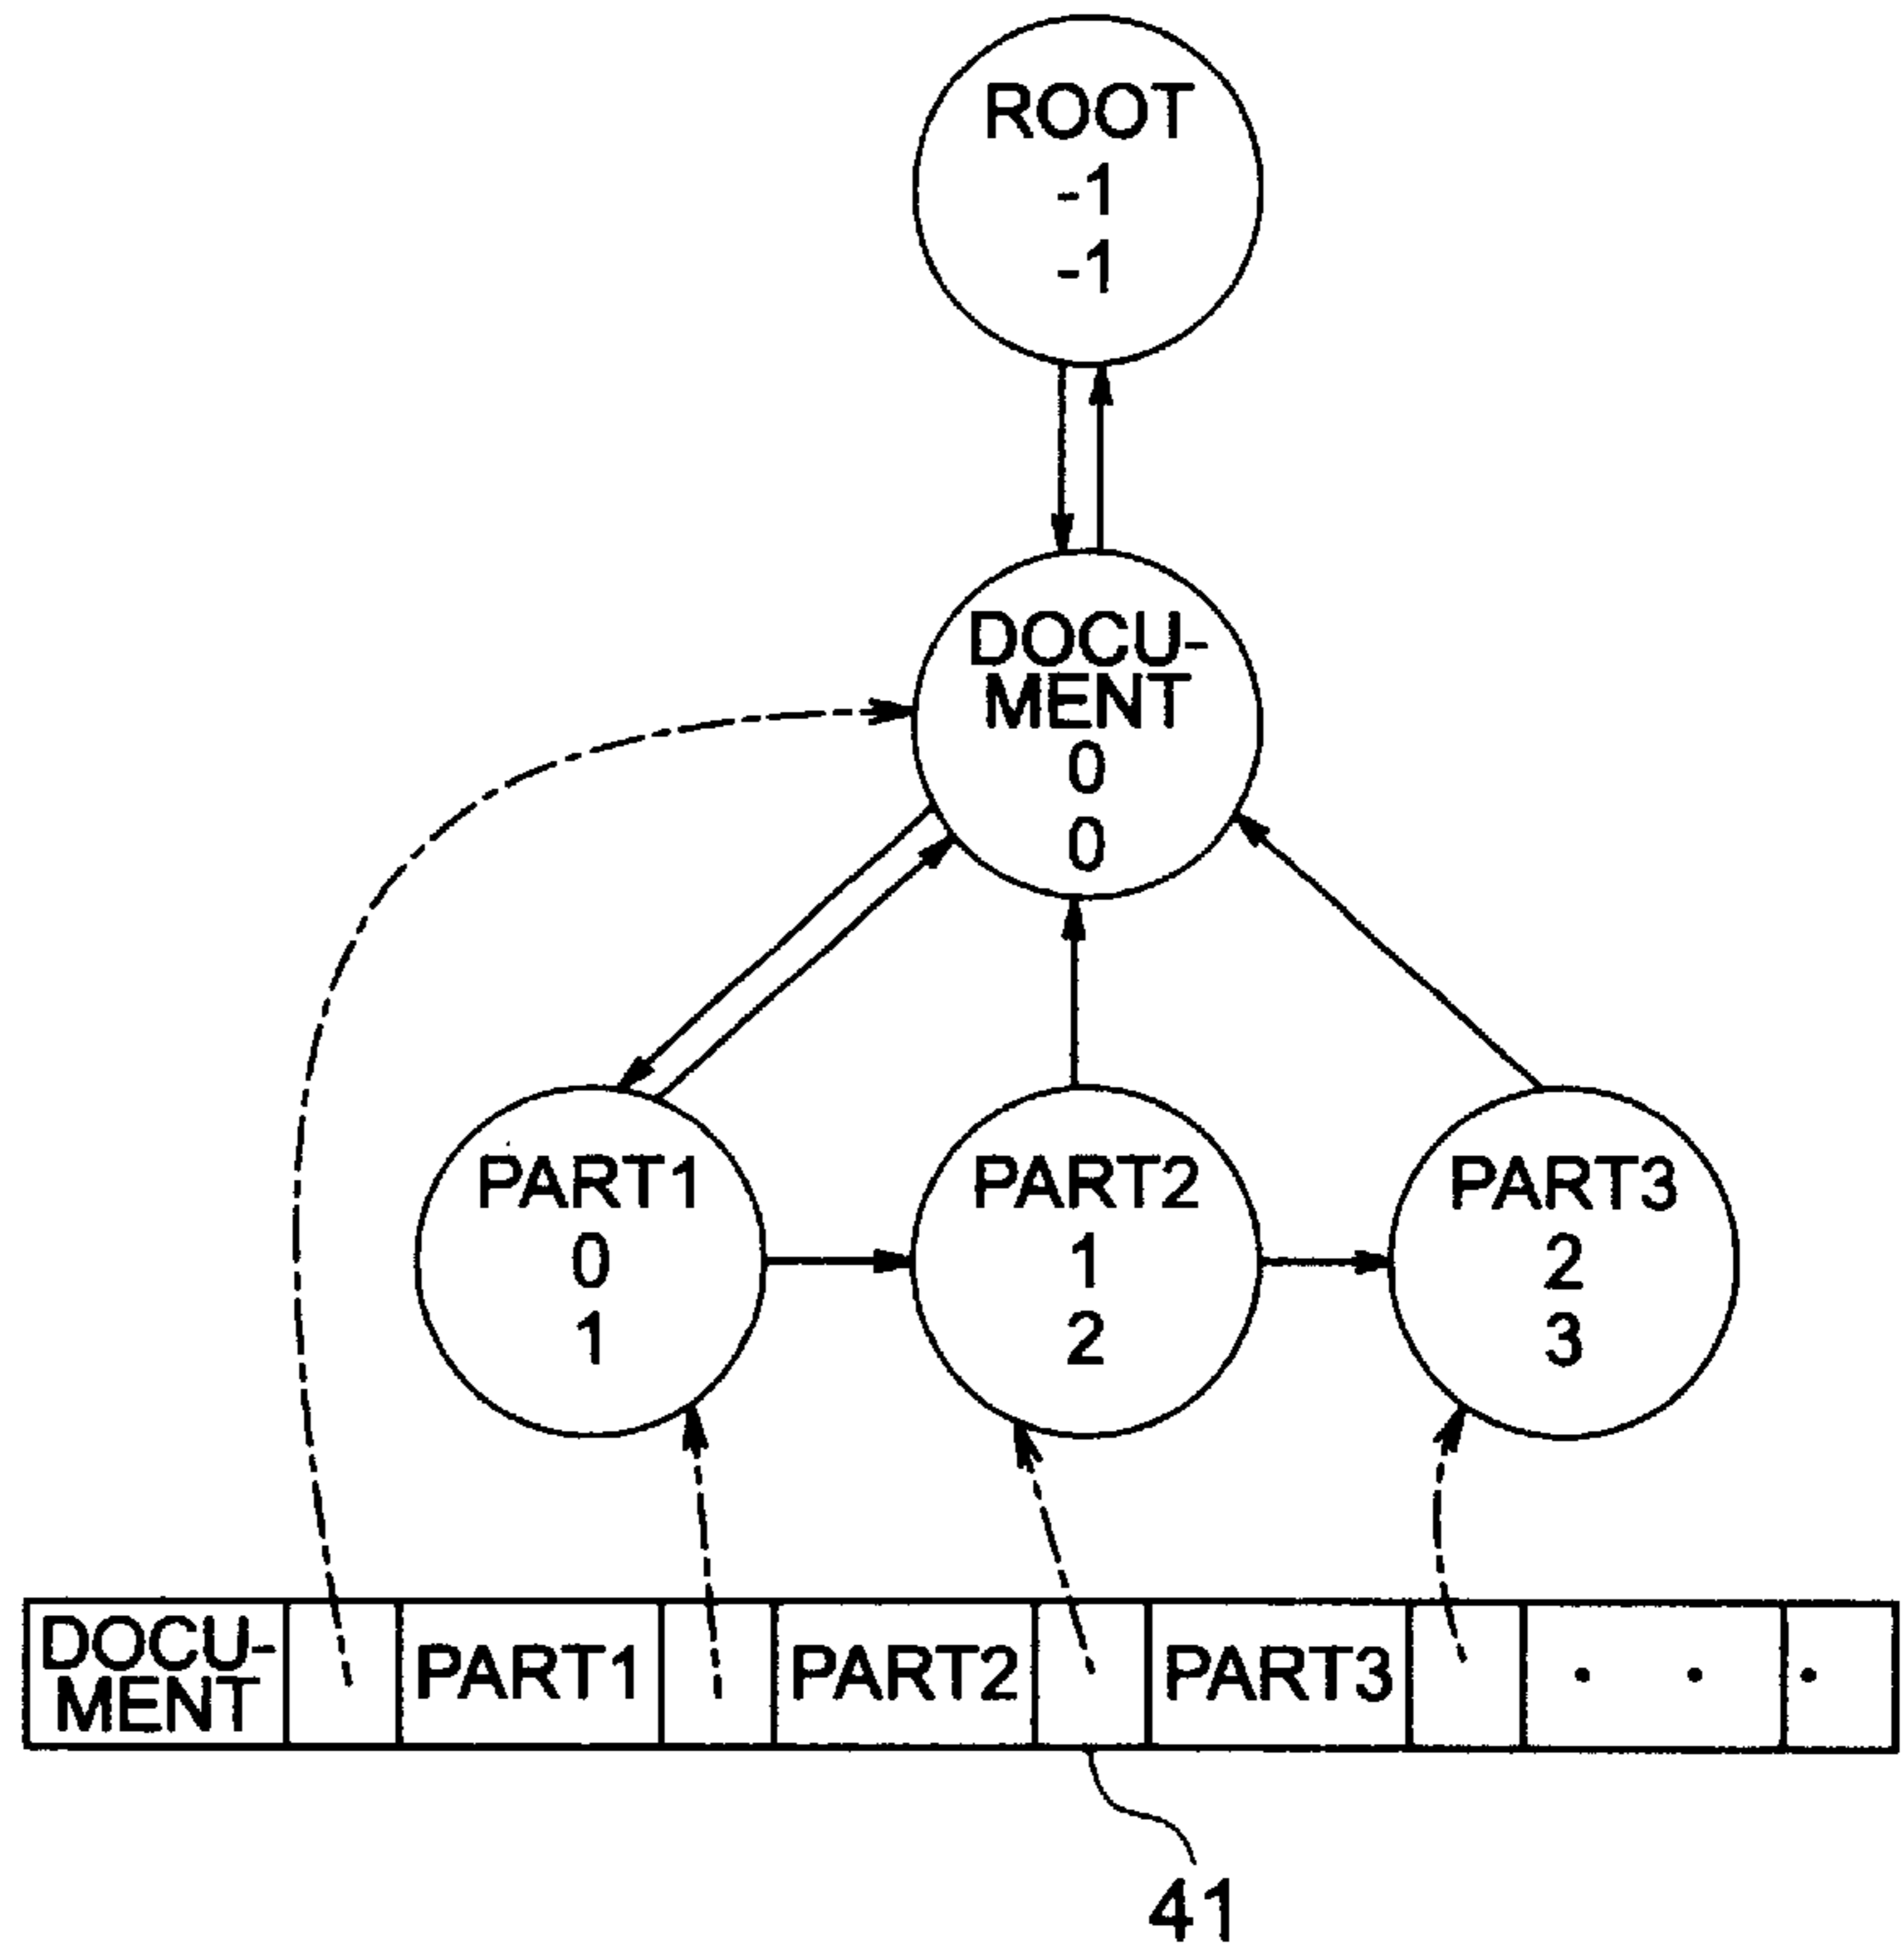 ROOT
-1
-1
DOCU-
MENT
0
0
PART1
0
1
PART2
1
2
PART3
2
3
DOCU-
MENT
PART1
PART2
PART3
. . .
41